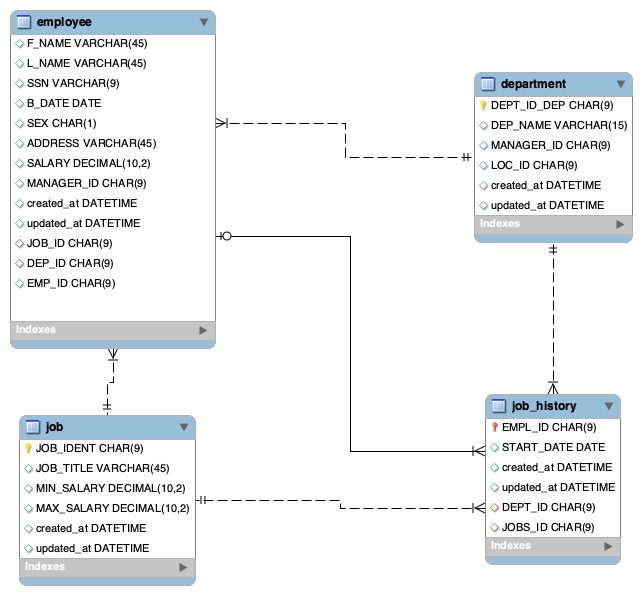 employee
F_NAME VARCHAR(45)
L_NAME VARCHAR(45)
SSN VARCHAR(9)
B_DATE DATE
SEX CHAR(1)
ADDRESS VARCHAR(45)
SALARY DECIMAL(10,2)
MANAGER_ID CHAR(9)
created_at DATETIME
updated_at DATETIME
JOB_ID CHAR(9)
DEP_ID CHAR(9)
EMP_ID CHAR(9)
Indexes
department
DEPT_ID_DEP CHAR(9)
DEP_NAME VARCHAR(15)
MANAGER_ID CHAR(9)
LOC_ID CHAR(9)
created_at DATETIME
updated_at DATETIME
Indexes
job
JOB_IDENT CHAR(9)
JOB_TITLE VARCHAR(45)
MIN_SALARY DECIMAL(10,2)
MAX_SALARY DECIMAL(10,2)
created_at DATETIME
updated_at DATETIME
Indexes
job_history
EMPL_ID CHAR(9)
START_DATE DATE
created_at DATETIME
updated_at DATETIME
DEPT_ID CHAR(9)
JOBS_ID CHAR(9)
Indexes